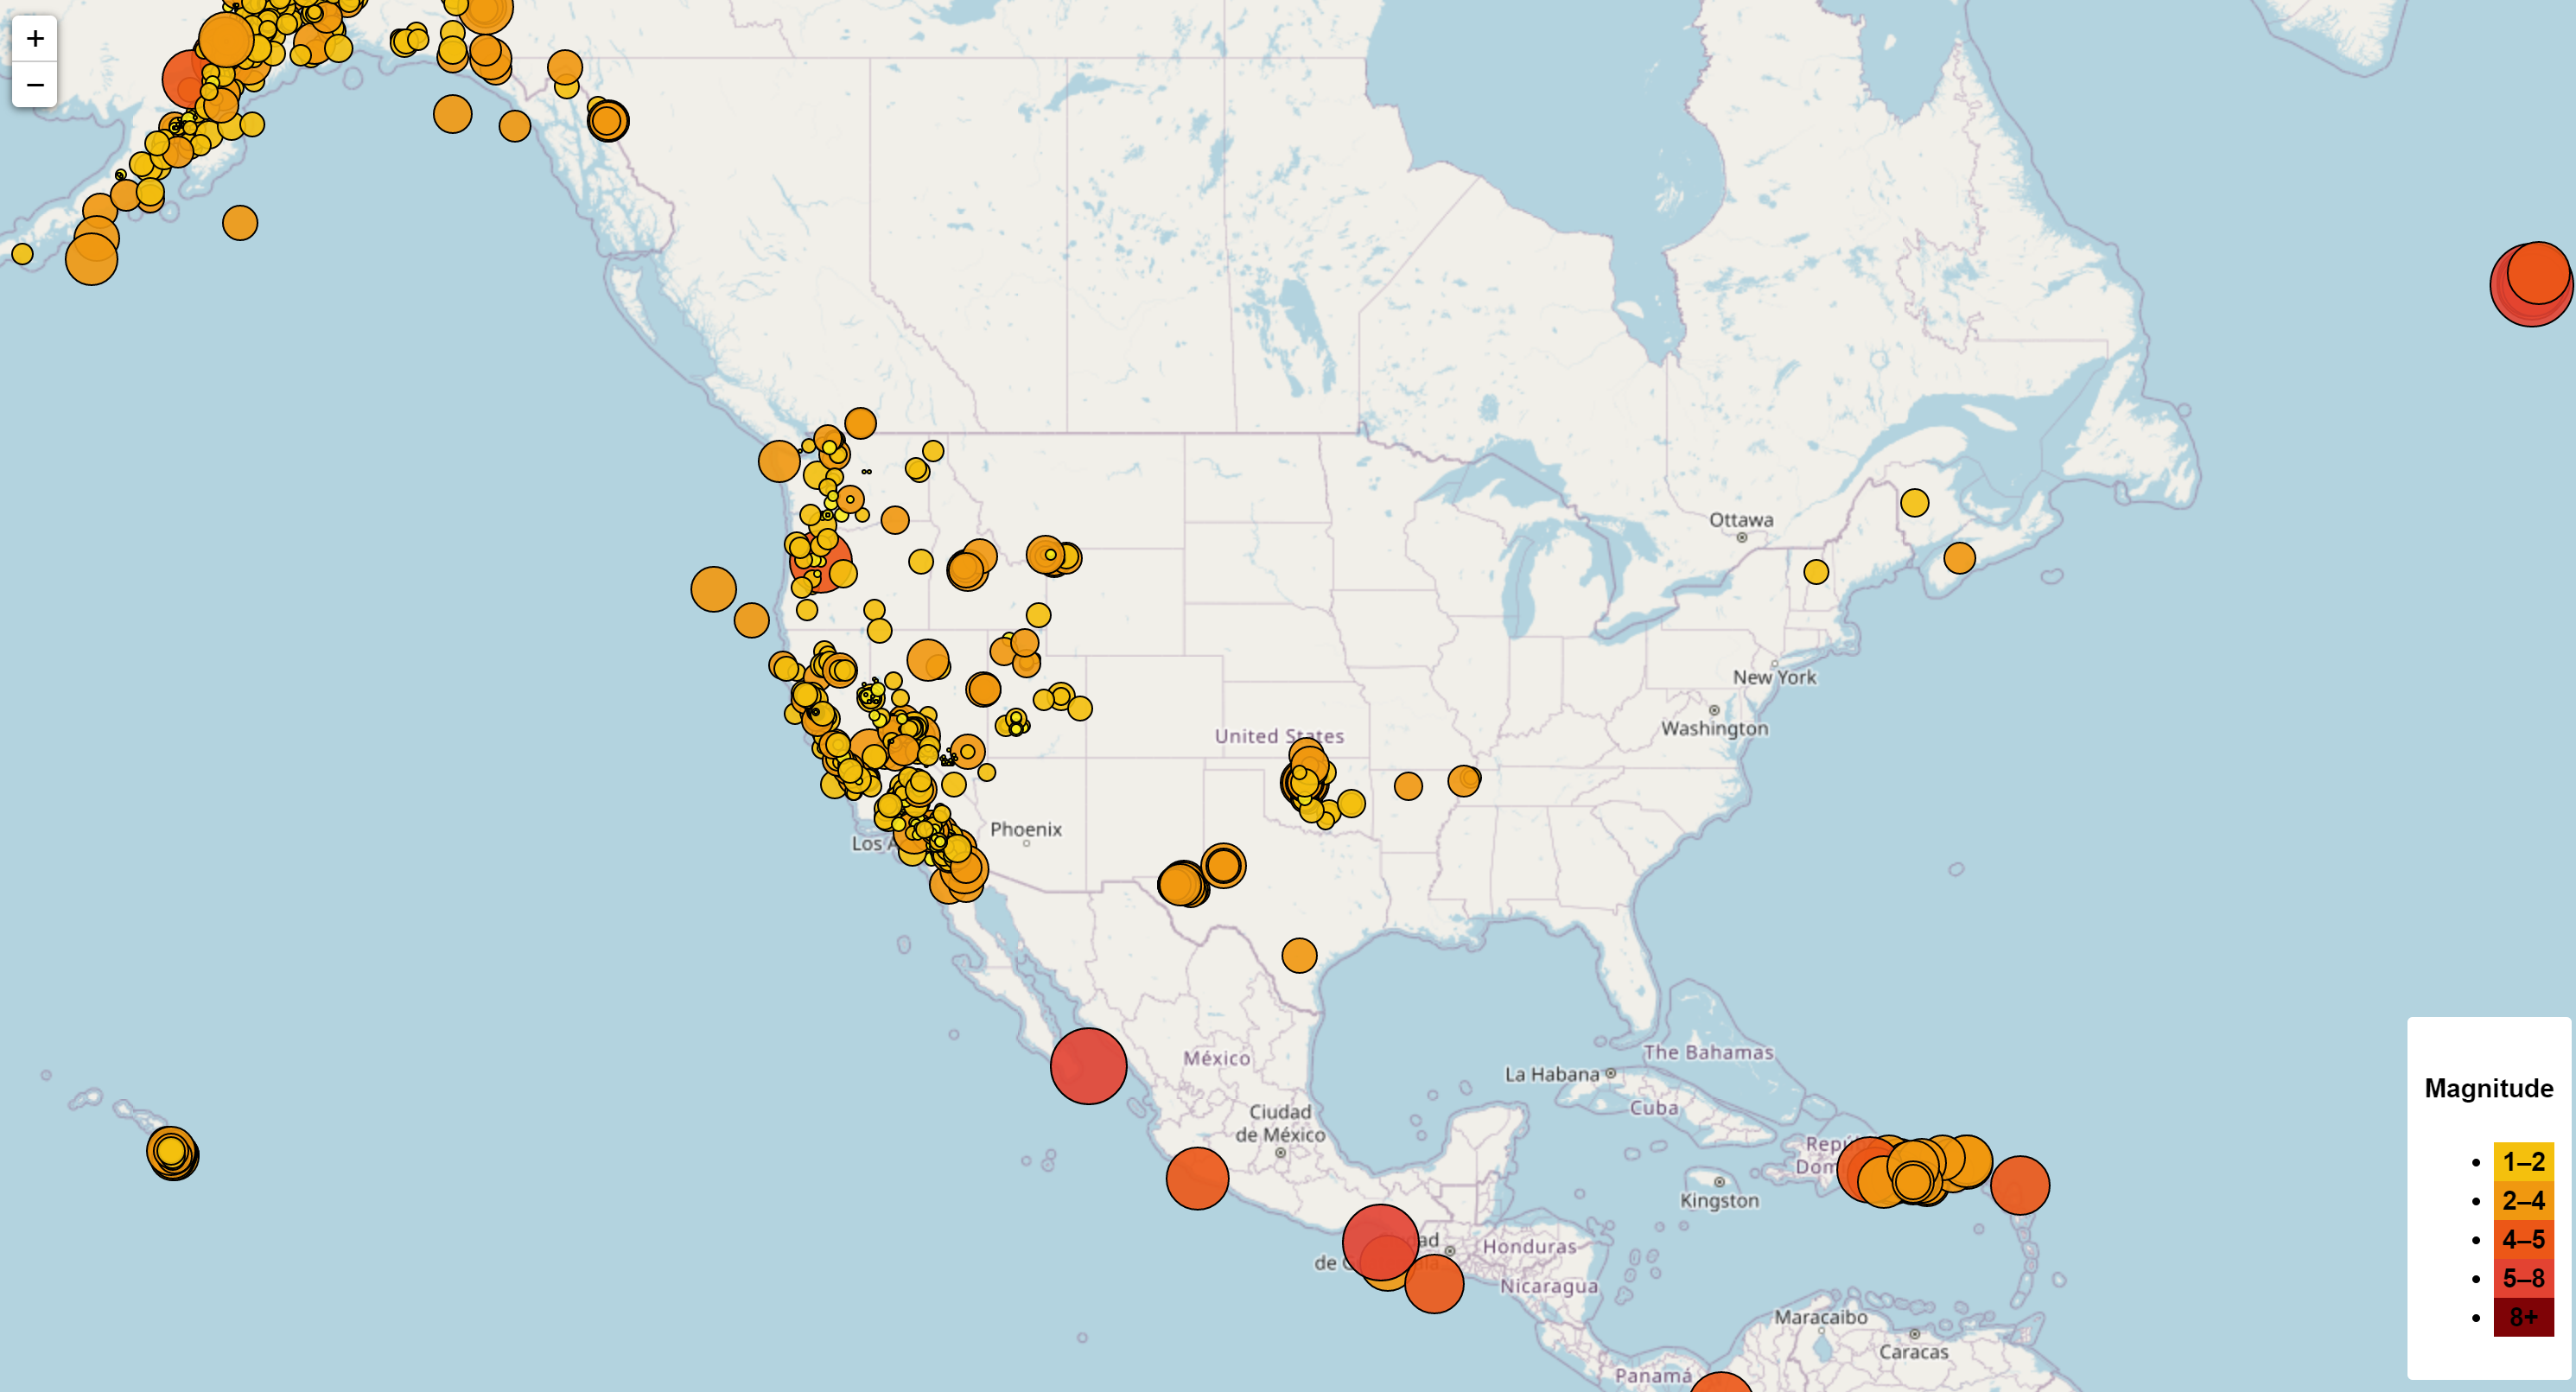 +
−
Ottawa
New York
Washington
United States
Phoenix
Los A
México
The Bahamas
La Habana
Cuba
Ciudad
de México
Repú
Dom
Kingston
ad
de
Honduras
Nicaragua
Maracaibo
Caracas
Panamá
Magnitude
1–2
2–4
4–5
5–8
8+